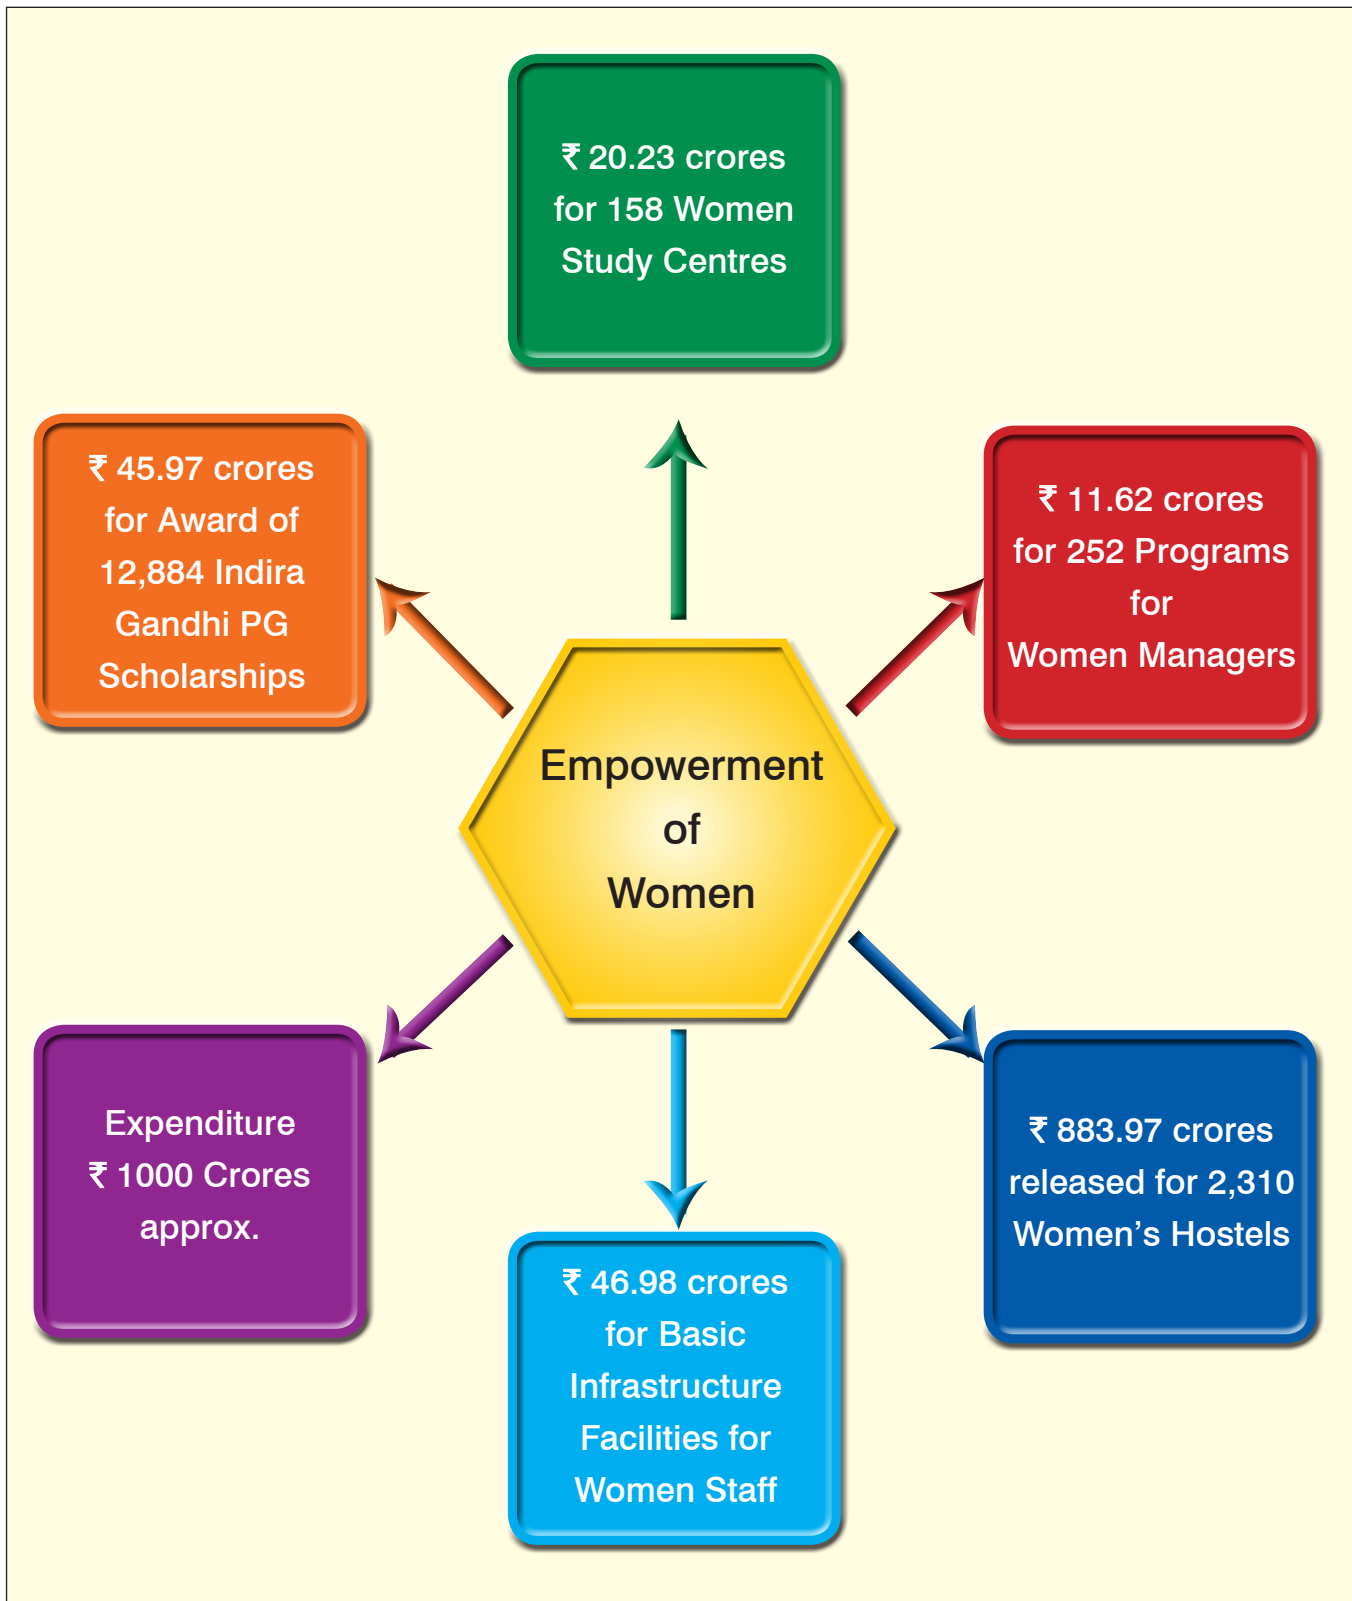 ₹ 20.23 crores
for 158 Women
Study Centres
₹ 45.97 crores
for Award of
12,884 Indira
Gandhi PG
Scholarships
₹ 11.62 crores
for 252 Programs
for
Women Managers
Empowerment
of
Women
Expenditure
₹ 1000 Crores
approx.
₹ 883.97 crores
released for 2,310
Women’s Hostels
₹ 46.98 crores
for Basic
Infrastructure
Facilities for
Women Staff